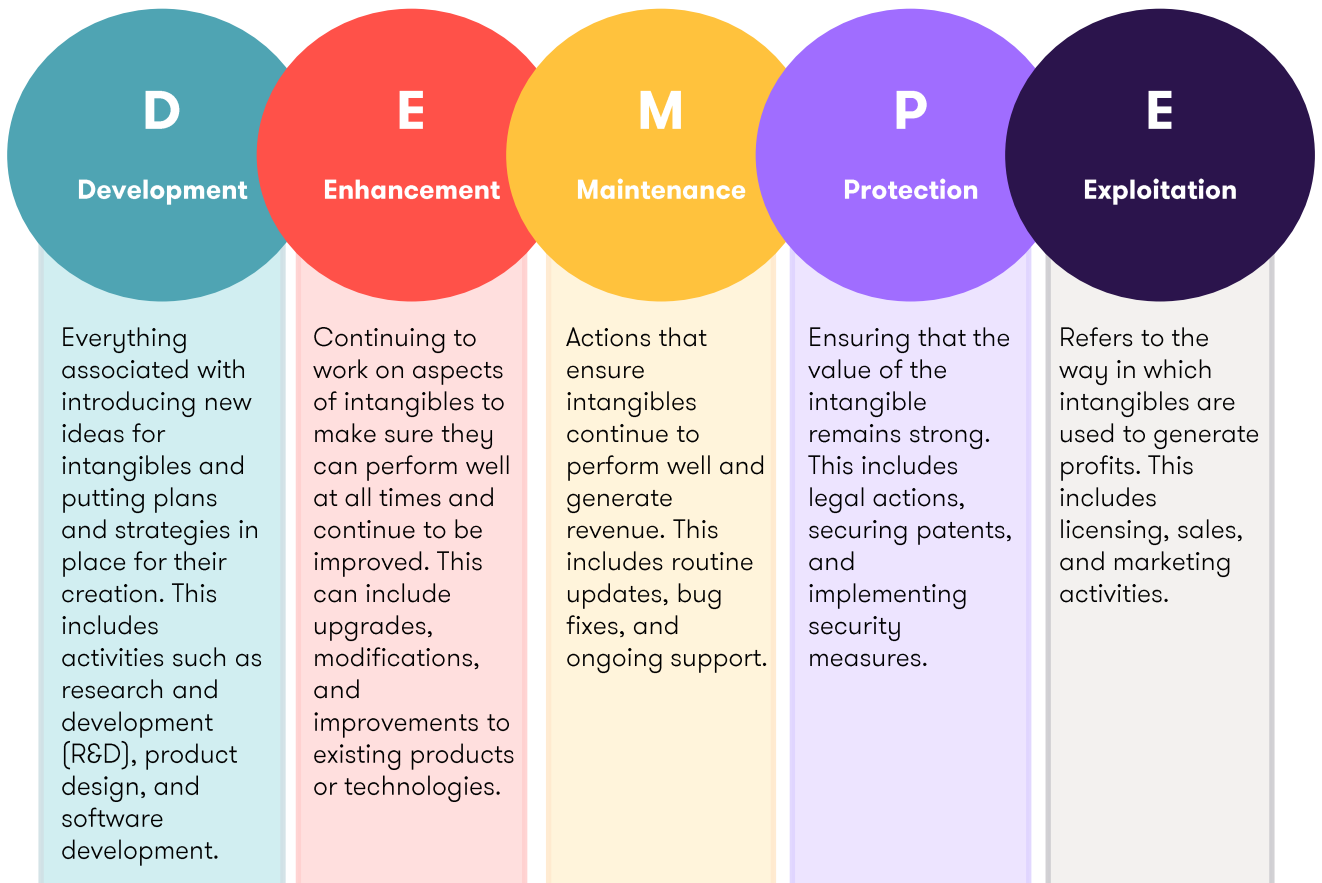 D
Development
Everything
associated with
introducing new
ideas for
intangibles and
putting plans
and strategies in
place for their
creation. This
includes
activities such as
research and
development
(R&D), product
design, and
software
development.
E
Enhancement
Continuing to
work on aspects
of intangibles to
make sure they
can perform well
at all times and
continue to be
improved. This
can include
upgrades,
modifications,
and
improvements to
existing products
or technologies.
M
Maintenance
Actions that
ensure
intangibles
continue to
perform well and
generate
revenue. This
includes routine
updates, bug
fixes, and
ongoing support.
P
Protection
Ensuring that the
value of the
intangible
remains strong.
This includes
legal actions,
securing patents,
and
implementing
security
measures.
E
Exploitation
Refers to the
way in which
intangibles are
used to generate
profits. This
includes
licensing, sales,
and marketing
activities.